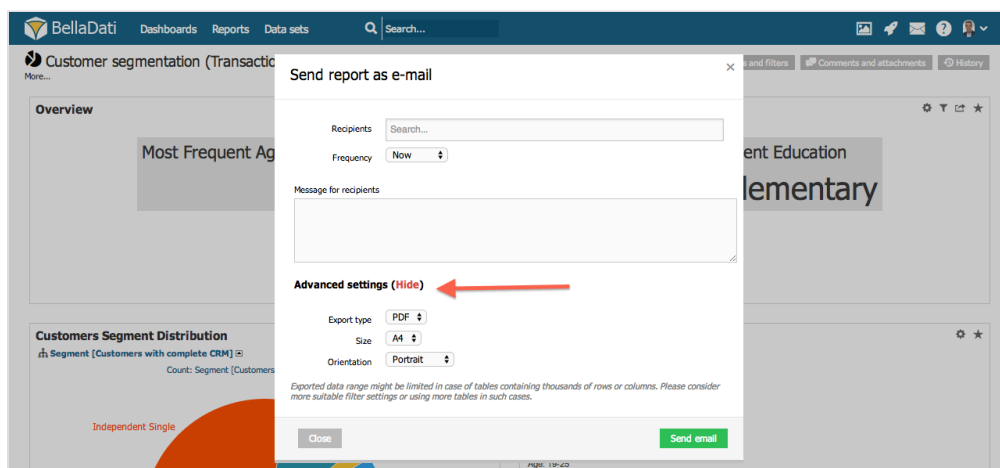 BellaDati Dashboards Reports Data sets Search...
Customer segmentation (Transactio
and filters Comments and attachments History
More...
Send report as e-mail
Overview
Most Frequent Ag
ent Education
lementary
Recipients Search...
Frequency Now
Message for recipients
Advanced settings (Hide)
Export type PDF
Size A4
Orientation Portrait
Exported data range might be limited in case of tables containing thousands of rows or columns. Please consider
more suitable filter settings or using more tables in such cases.
Close Send email
Customers Segment Distribution
Segment [Customers with complete CRM]
Count: Segment [Customers
Independent Single
Age: 19-25